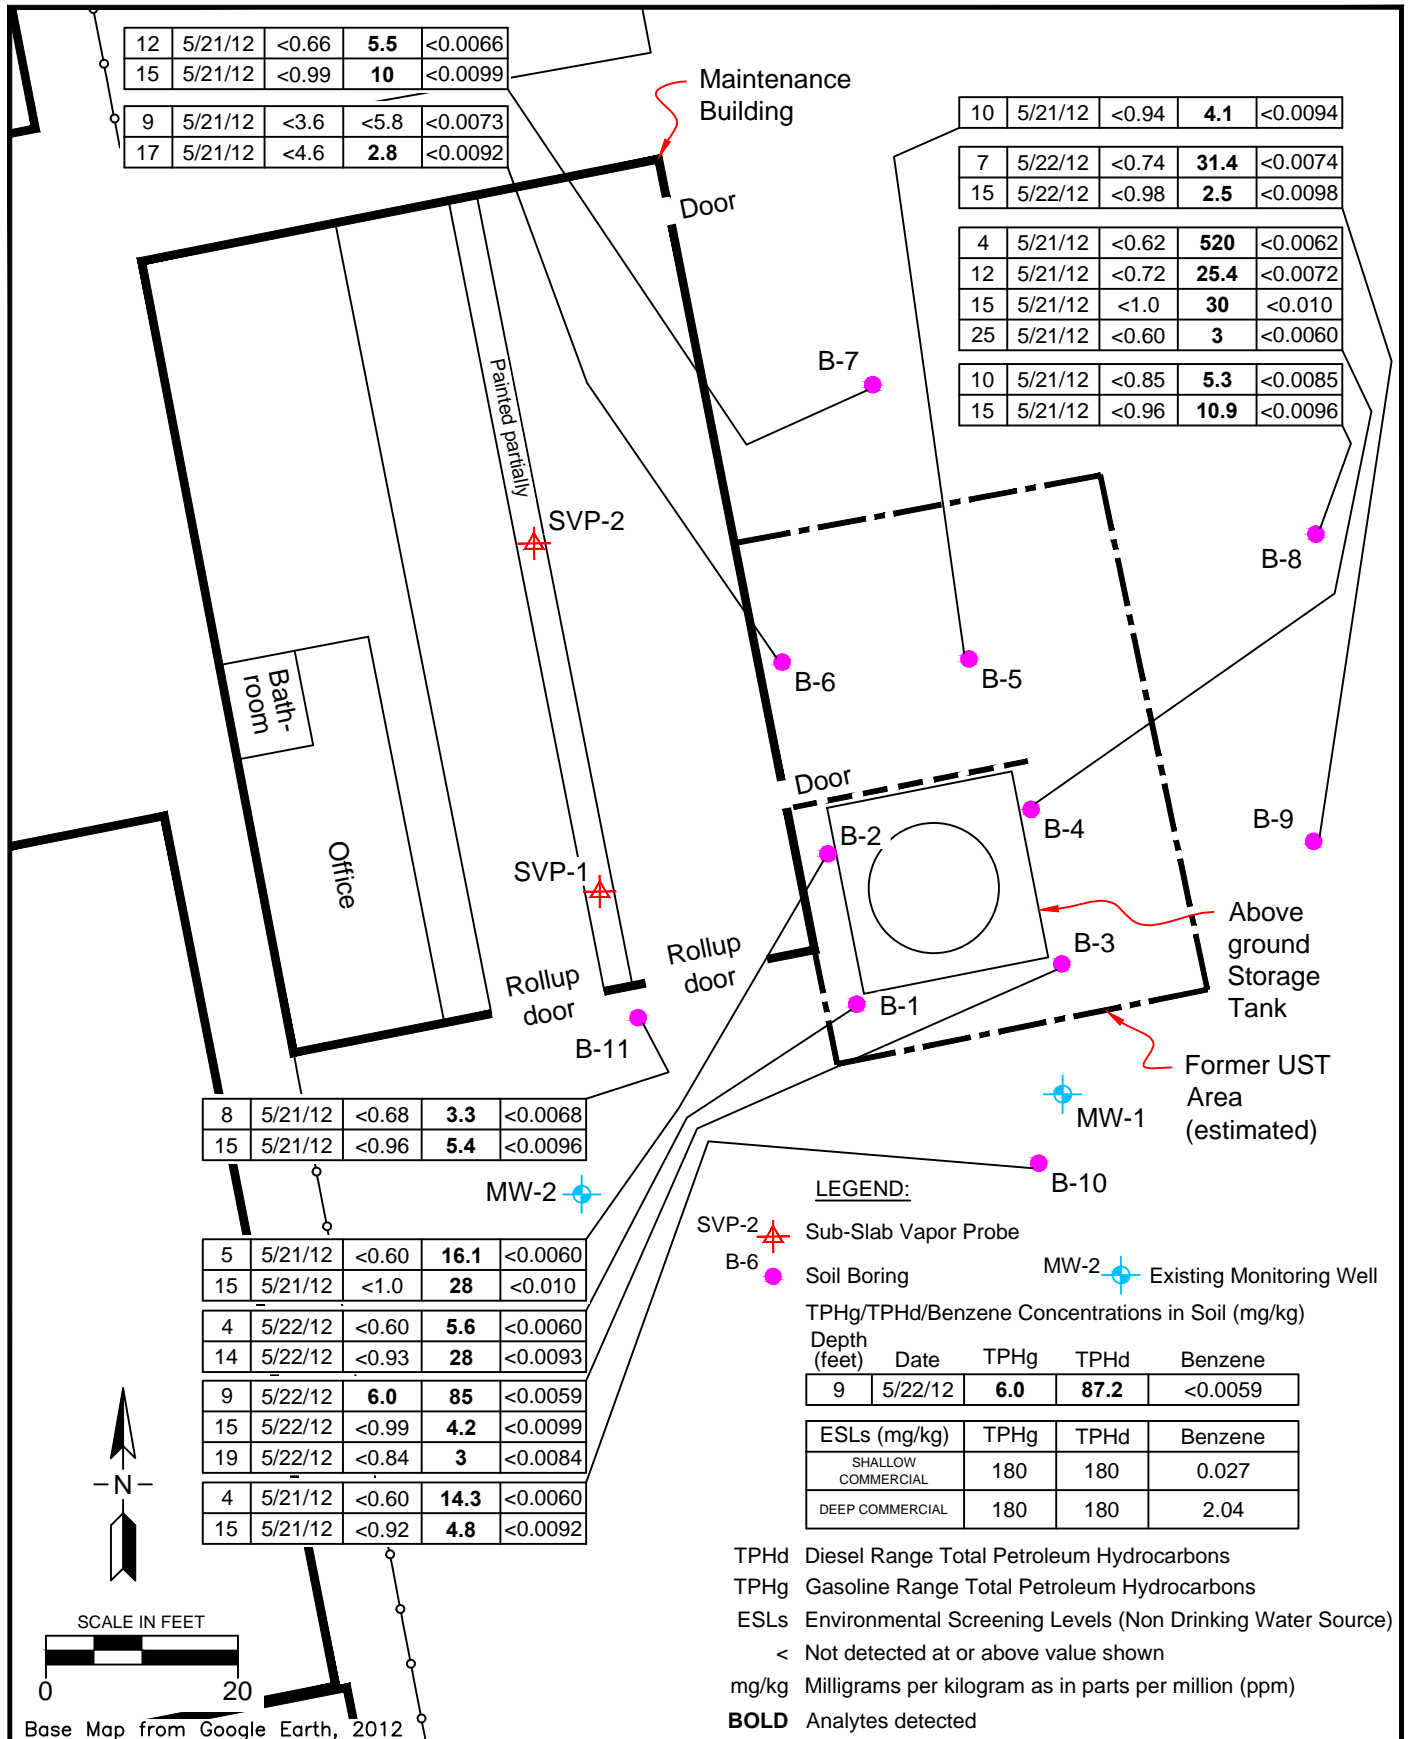 12 5/21/12 <0.66 5.5 <0.0066
15 5/21/12 <0.99 10 <0.0099
9 5/21/12 <3.6 <5.8 <0.0073
17 5/21/12 <4.6 2.8 <0.0092
Maintenance
Building
Door
10 5/21/12 <0.94 4.1 <0.0094
7 5/22/12 <0.74 31.4 <0.0074
15 5/22/12 <0.98 2.5 <0.0098
4 5/21/12 <0.62 520 <0.0062
12 5/21/12 <0.72 25.4 <0.0072
15 5/21/12 <1.0 30 <0.010
25 5/21/12 <0.60 3 <0.0060
10 5/21/12 <0.85 5.3 <0.0085
15 5/21/12 <0.96 10.9 <0.0096
B-7
Painted partially
SVP-2
B-8
B-6
B-5
Bath-
room
Door
B-4
B-9
B-2
Office
SVP-1
Above
ground
Storage
Tank
B-3
Rollup
door
Rollup
door
B-1
B-11
Former UST
Area
(estimated)
MW-1
8 5/21/12 <0.68 3.3 <0.0068
15 5/21/12 <0.96 5.4 <0.0096
B-10
MW-2
5 5/21/12 <0.60 16.1 <0.0060
15 5/21/12 <1.0 28 <0.010
4 5/22/12 <0.60 5.6 <0.0060
14 5/22/12 <0.93 28 <0.0093
9 5/22/12 6.0 85 <0.0059
15 5/22/12 <0.99 4.2 <0.0099
19 5/22/12 <0.84 3 <0.0084
4 5/21/12 <0.60 14.3 <0.0060
15 5/21/12 <0.92 4.8 <0.0092
LEGEND:
SVP-2 Sub-Slab Vapor Probe
B-6 Soil Boring
MW-2 Existing Monitoring Well
TPHg/TPHd/Benzene Concentrations in Soil (mg/kg)
Depth
(feet) Date TPHg TPHd Benzene
9 5/22/12 6.0 87.2 <0.0059
ESLs (mg/kg) TPHg TPHd Benzene
SHALLOW
COMMERCIAL 180 180 0.027
DEEP COMMERCIAL 180 180 2.04
TPHd Diesel Range Total Petroleum Hydrocarbons
TPHg Gasoline Range Total Petroleum Hydrocarbons
ESLs Environmental Screening Levels (Non Drinking Water Source)
< Not detected at or above value shown
mg/kg Milligrams per kilogram as in parts per million (ppm)
BOLD Analytes detected
N
SCALE IN FEET
0 20
Base Map from Google Earth, 2012